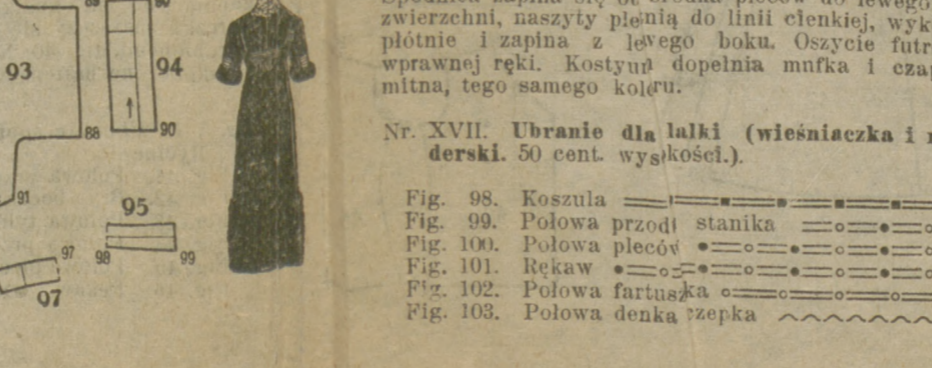 93
94
88
90
91
95
97
98
99
97
zwierzchni, naszyty pleśnią do linii cienkiej, wyk
płótnie i zapina z lewego boku. Oszycie futr
wprawnej ręki. Kostyum dopełnia mufka i czap
mitna, tego samego koloru.
Nr. XVII. Ubranie dla lalki (wieśniaczka i
derski. 50 cent. wysokości.).
Fig. 98. Koszula
Fig. 99. Połowa przodu stanika
Fig. 100. Połowa pleców
Fig. 101. Rękaw
Fig. 102. Połowa fartuszka
Fig. 103. Połowa denka czepka